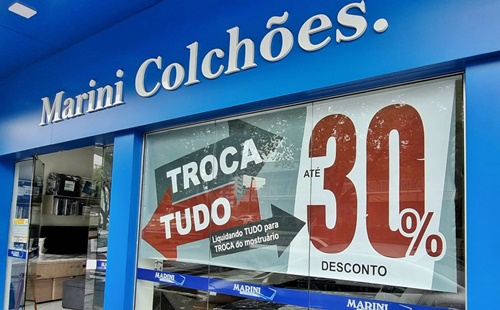 Marini Colchões.
TROCA
TUDO
Liquidando TUDO para
TROCA do mostruário
ATÉ
30%
DESCONTO
MARINI
MARINI
MARINI